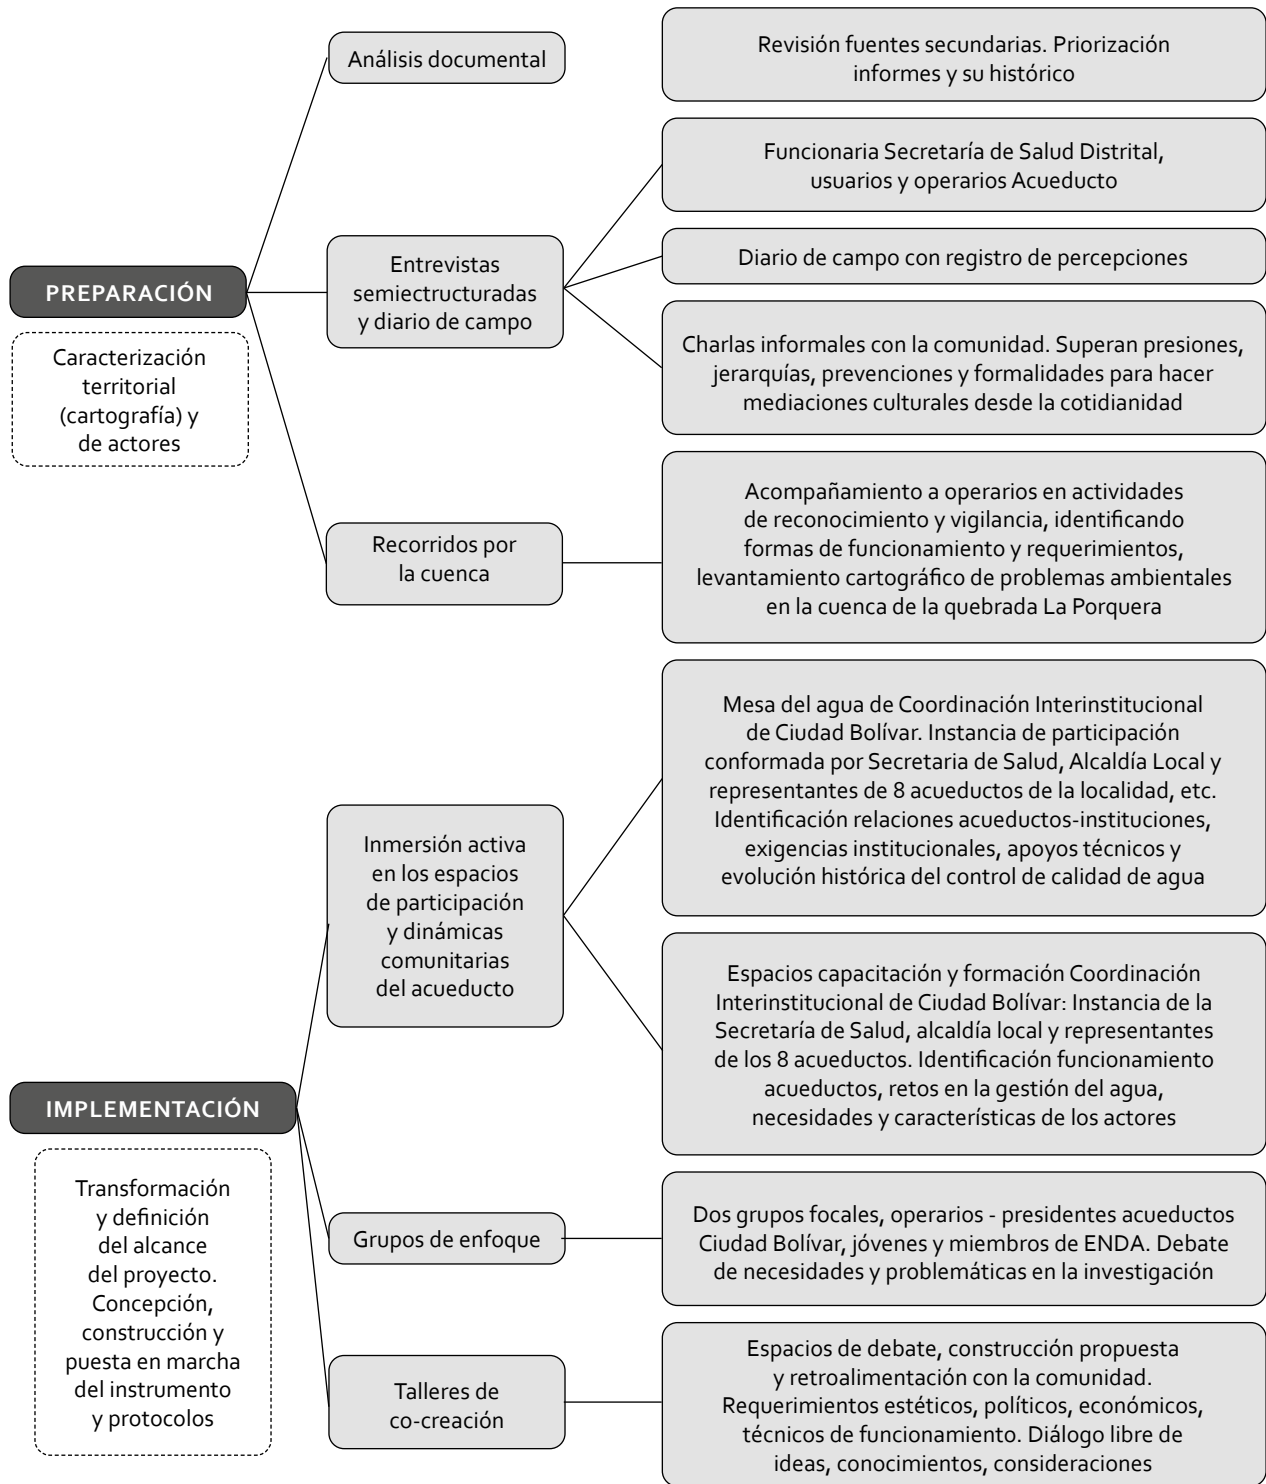 PREPARACIÓN
Caracterización
territorial
(cartografía) y
de actores
Análisis documental
Revisión fuentes secundarias. Priorización
informes y su histórico
Entrevistas
semiectructuradas
y diario de campo
Funcionaria Secretaría de Salud Distrital,
usuarios y operarios Acueducto
Diario de campo con registro de percepciones
Charlas informales con la comunidad. Superan presiones,
jerarquías, prevenciones y formalidades para hacer
mediaciones culturales desde la cotidianidad
Recorridos por
la cuenca
Acompañamiento a operarios en actividades
de reconocimiento y vigilancia, identificando
formas de funcionamiento y requerimientos,
levantamiento cartográfico de problemas ambientales
en la cuenca de la quebrada La Porquera
IMPLEMENTACIÓN
Transformación
y definición
del alcance
del proyecto.
Concepción,
construcción y
puesta en marcha
del instrumento
y protocolos
Inmersión activa
en los espacios
de participación
y dinámicas
comunitarias
del acueducto
Mesa del agua de Coordinación Interinstitucional
de Ciudad Bolívar. Instancia de participación
conformada por Secretaria de Salud, Alcaldía Local y
representantes de 8 acueductos de la localidad, etc.
Identificación relaciones acueductos-instituciones,
exigencias institucionales, apoyos técnicos y
evolución histórica del control de calidad de agua
Espacios capacitación y formación Coordinación
Interinstitucional de Ciudad Bolívar: Instancia de la
Secretaría de Salud, alcaldía local y representantes
de los 8 acueductos. Identificación funcionamiento
acueductos, retos en la gestión del agua,
necesidades y características de los actores
Grupos de enfoque
Dos grupos focales, operarios - presidentes acueductos
Ciudad Bolívar, jóvenes y miembros de ENDA. Debate
de necesidades y problemáticas en la investigación
Talleres de
co-creación
Espacios de debate, construcción propuesta
y retroalimentación con la comunidad.
Requerimientos estéticos, políticos, económicos,
técnicos de funcionamiento. Diálogo libre de
ideas, conocimientos, consideraciones